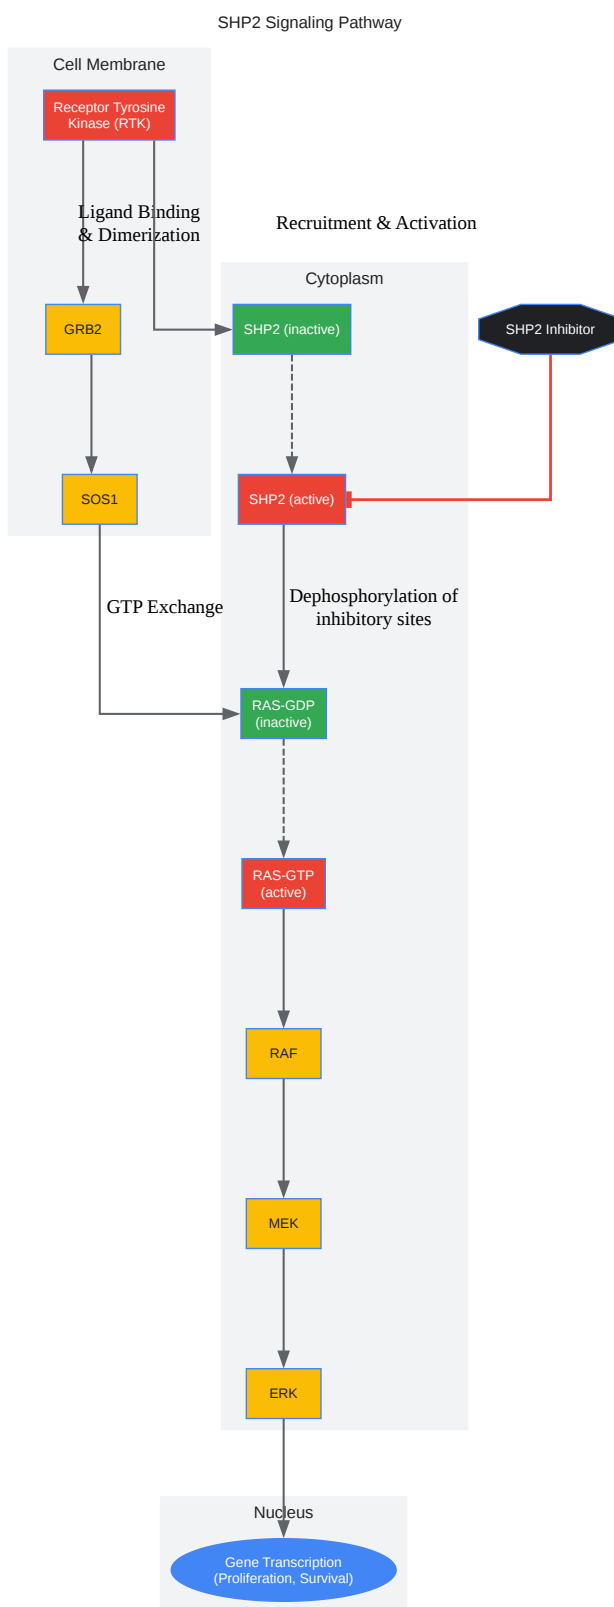 SHP2 Signaling Pathway
Cell Membrane
Receptor Tyrosine
Kinase (RTK)
Ligand Binding
& Dimerization
Recruitment & Activation
Cytoplasm
GRB2
SHP2 (inactive)
SHP2 Inhibitor
SOS1
SHP2 (active)
GTP Exchange
Dephosphorylation of
inhibitory sites
RAS-GDP
(inactive)
RAS-GTP
(active)
RAF
MEK
ERK
Nucleus
Gene Transcription
(Proliferation, Survival)